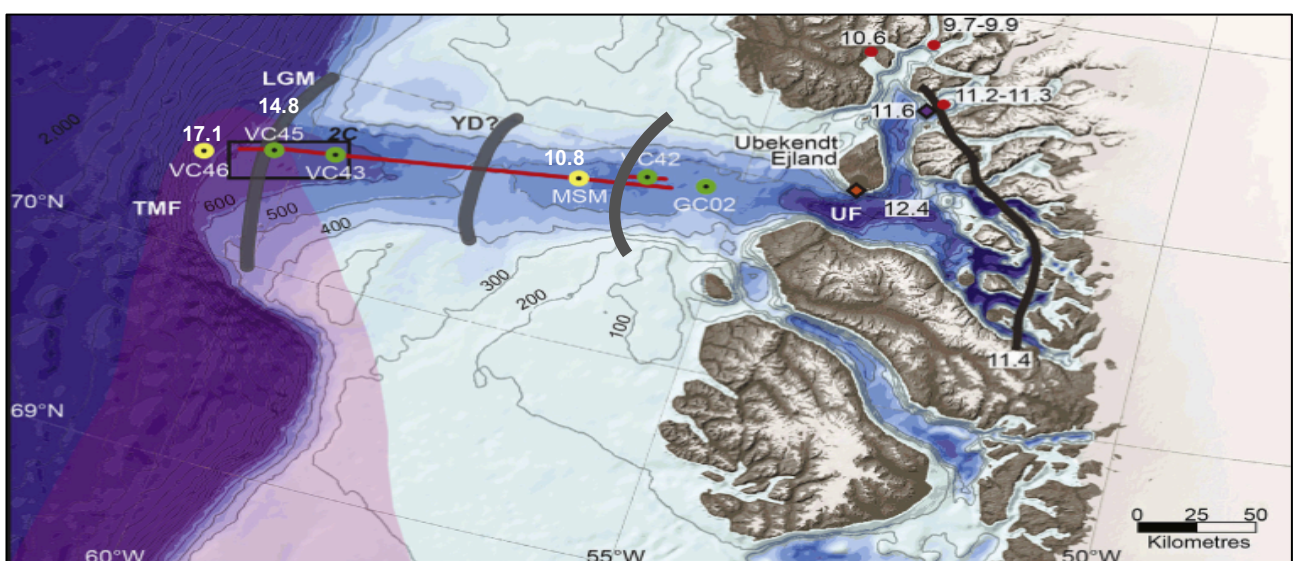 9.7-9.9
10.6
LGM
11.2-11.3
14.8
11.6
2,000
17.1
VC45
2C
YD?
Ubekendt
Ejland
VC46
VC43
10.8
VC42
70°N
TMF
600
500
400
MSM
GC02
UF
12.4
300
200
100
11.4
69°N
0 25 50
Kilometres
60°W
55°W
50°W